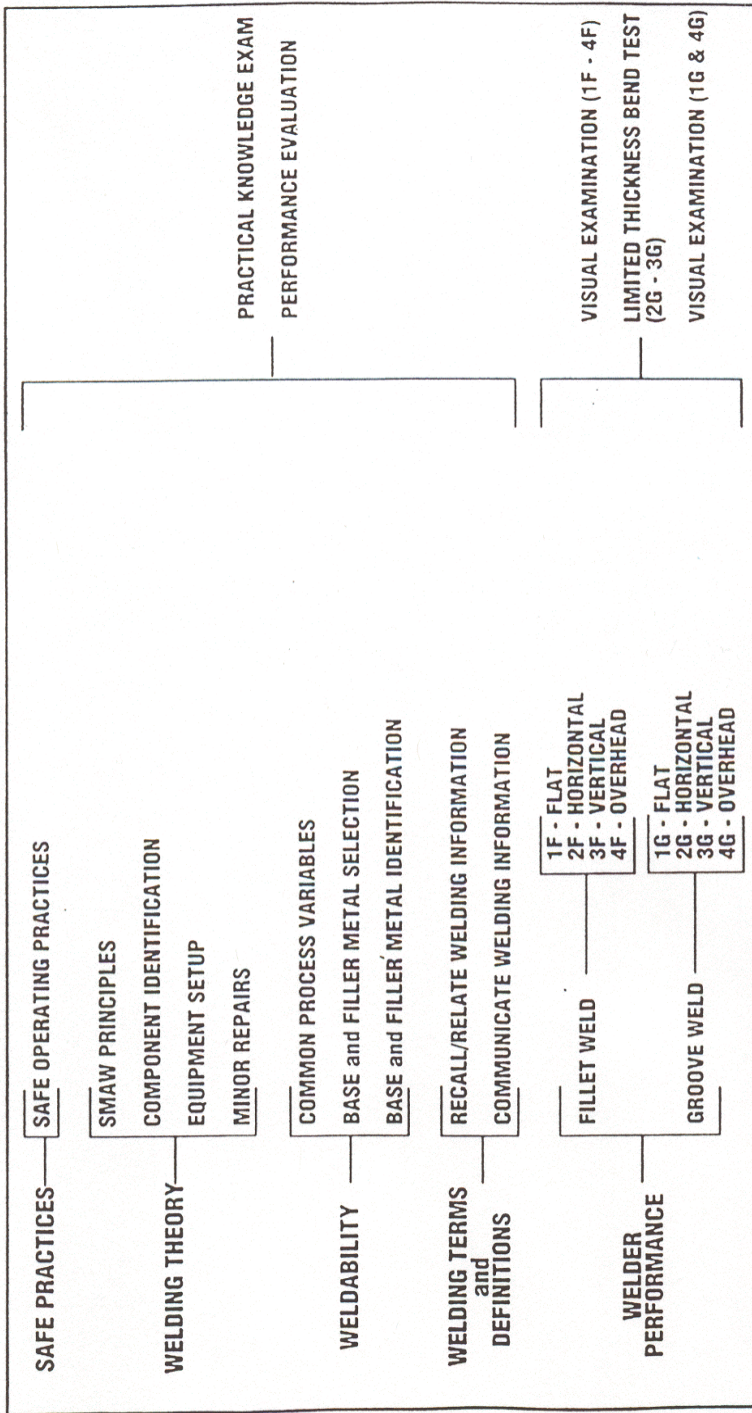 SAFE PRACTICES
SAFE OPERATING PRACTICES
WELDING THEORY
SMAW PRINCIPLES
COMPONENT IDENTIFICATION
EQUIPMENT SETUP
MINOR REPAIRS
WELDABILITY
COMMON PROCESS VARIABLES
BASE and FILLER METAL SELECTION
BASE and FILLER METAL IDENTIFICATION
WELDING TERMS
and
DEFINITIONS
RECALL/RELATE WELDING INFORMATION
COMMUNICATE WELDING INFORMATION
PRACTICAL KNOWLEDGE EXAM
PERFORMANCE EVALUATION
WELDER
PERFORMANCE
FILLET WELD
1F - FLAT
2F - HORIZONTAL
3F - VERTICAL
4F - OVERHEAD
GROOVE WELD
1G - FLAT
2G - HORIZONTAL
3G - VERTICAL
4G - OVERHEAD
VISUAL EXAMINATION (1F - 4F)
LIMITED THICKNESS BEND TEST
(2G - 3G)
VISUAL EXAMINATION (1G & 4G)